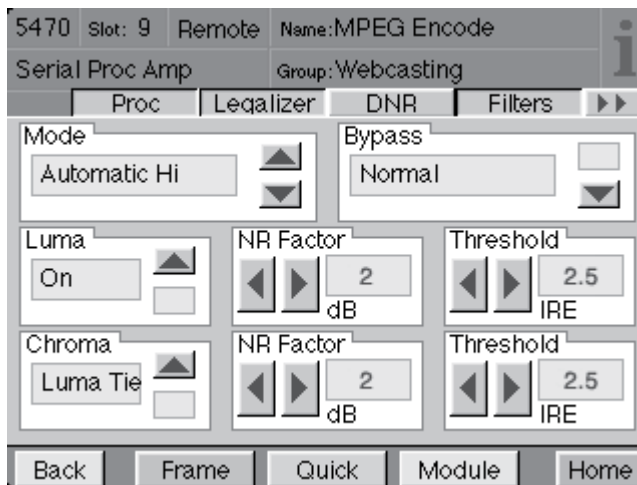 5470 Slot: 9 Remote Name: MPEG Encode
Serial Proc Amp Group: Webcasting
Proc Legalizer DNR Filters
Mode Bypass
Automatic Hi Normal
Luma NR Factor Threshold
On 2 2.5
dB IRE
Chroma NR Factor Threshold
Luma Tie 2 2.5
dB IRE
Back Frame Quick Module Home